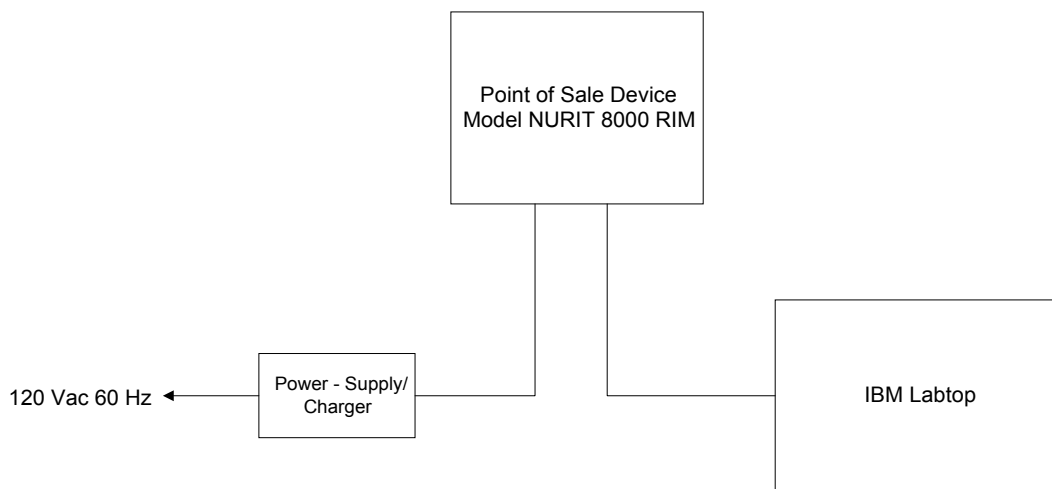 Point of Sale Device
Model NURIT 8000 RIM
120 Vac 60 Hz
Power - Supply/
Charger
IBM Labtop